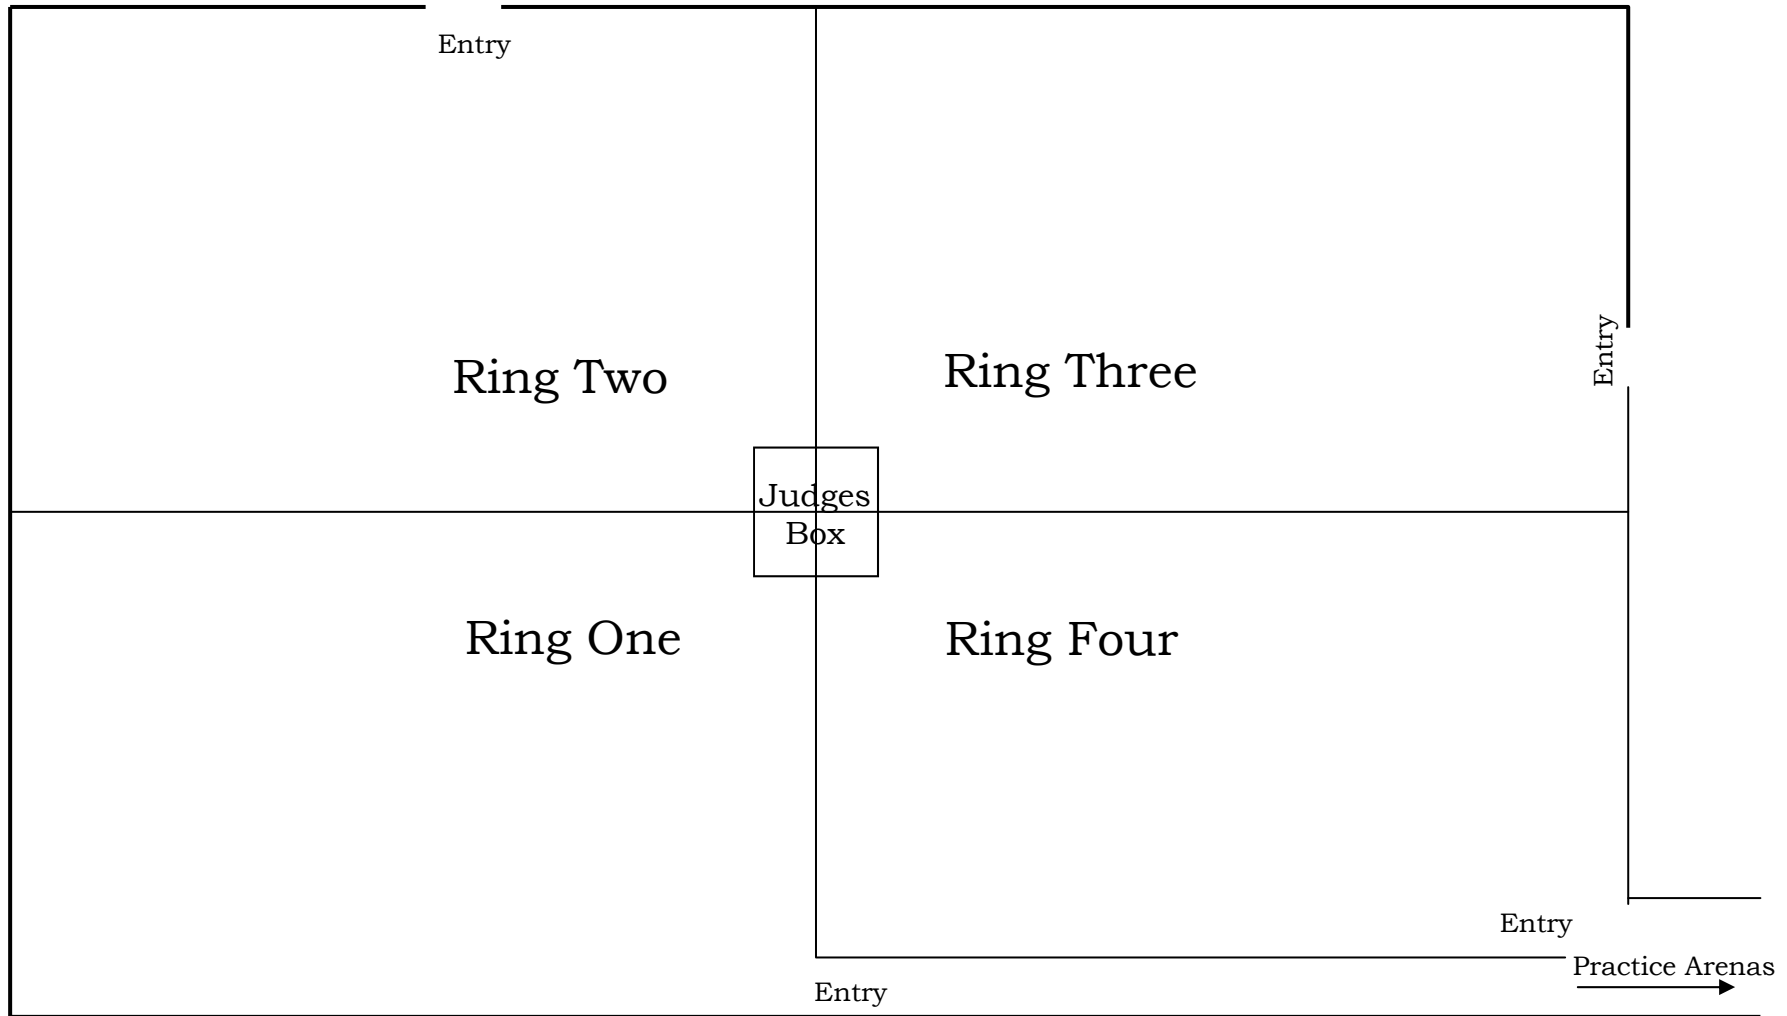 Entry
Entry
Ring Two
Ring Three
Judges
Box
Ring One
Ring Four
Entry
Practice Arenas
Entry